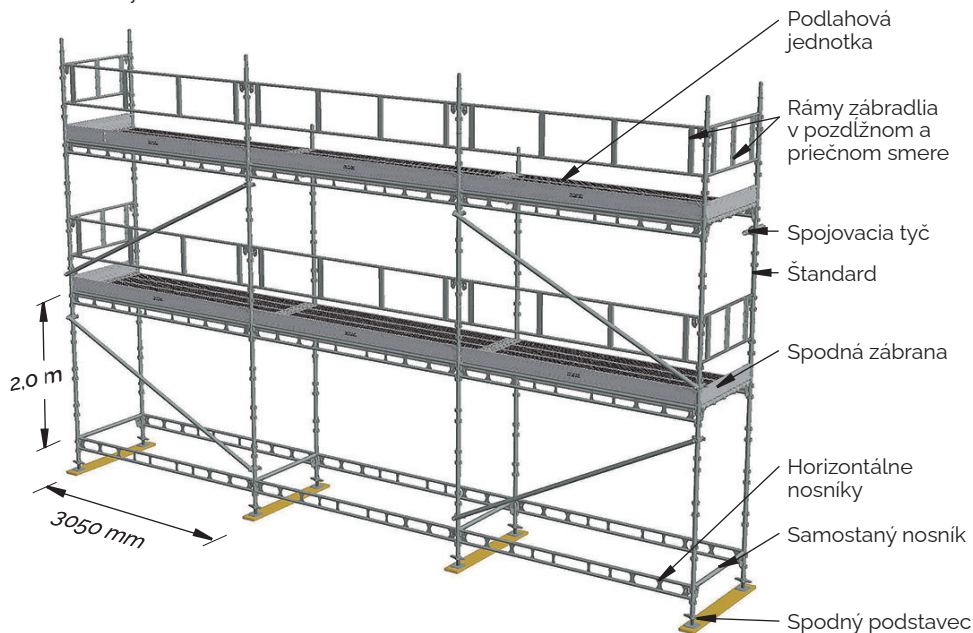 Podlahová
jednotka
Rámy zábradlia
v pozdĺžnom a
priečnom smere
Spojovacia tyč
Štandard
Spodná zábrana
2,0 m
Horizontálne
nosníky
3050 mm
Samostaný nosník
Spodný podstavec